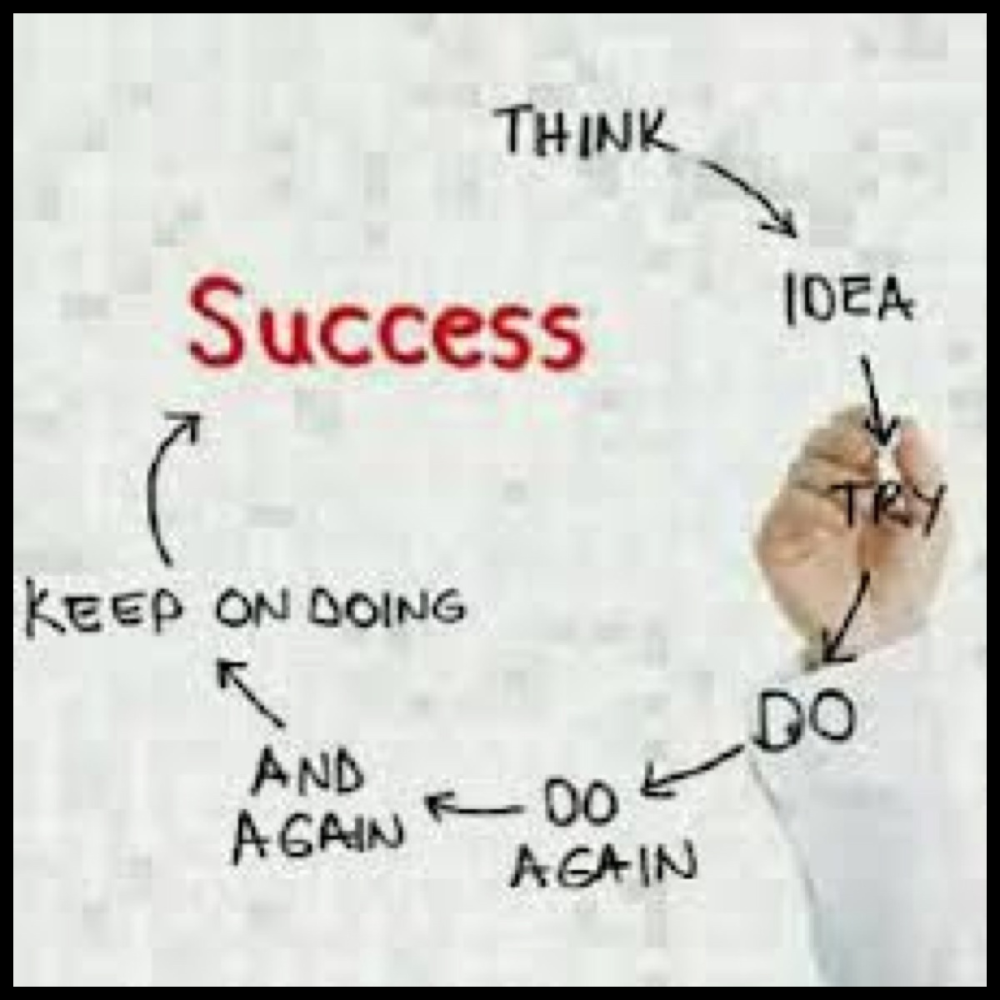 THINK
IDEA
TRY
DO
DO
AGAIN
AND
AGAIN
KEEP ON DOING
Success